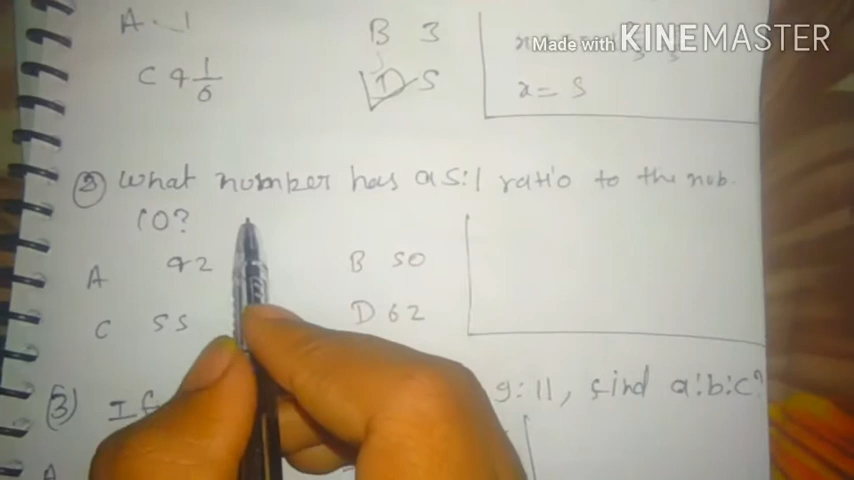 A 1
B 3
C 4 1/6
D 5
x = 5
Made with KINEMASTER
(2) What number has a 5:1 ratio to the nub.
10?
A 42
B 50
C 55
D 62
(3) If 9:11, find a:b:c?
A